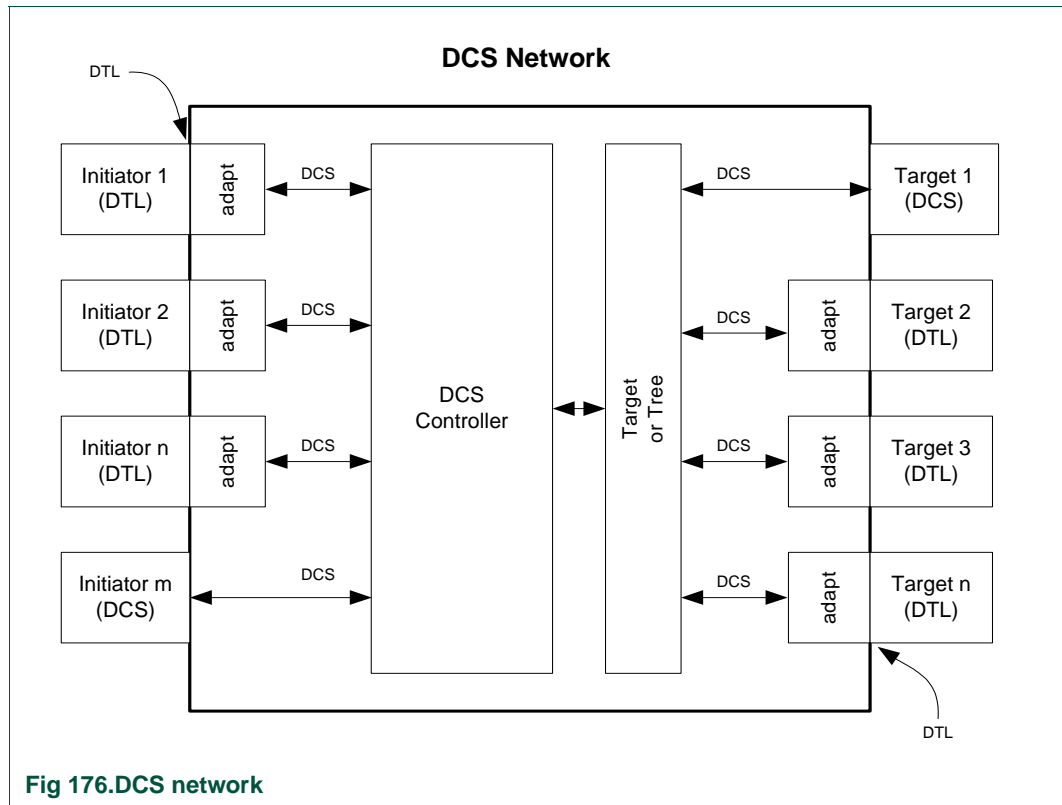 DCS Network
DTL
Initiator 1
(DTL)
adapt
DCS
Initiator 2
(DTL)
adapt
DCS
Initiator n
(DTL)
adapt
DCS
Initiator m
(DCS)
DCS
DCS
Controller
Target
or Tree
DCS
Target 1
(DCS)
DCS
adapt
Target 2
(DTL)
DCS
adapt
Target 3
(DTL)
DCS
adapt
Target n
(DTL)
DTL
Fig 176.DCS network